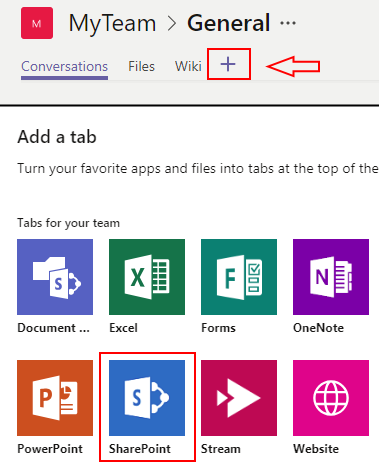 M MyTeam > General ...
Conversations Files Wiki +
Add a tab
Turn your favorite apps and files into tabs at the top of the
Tabs for your team
S X F N
Document ... Excel Forms OneNote
P S
PowerPoint SharePoint Stream Website